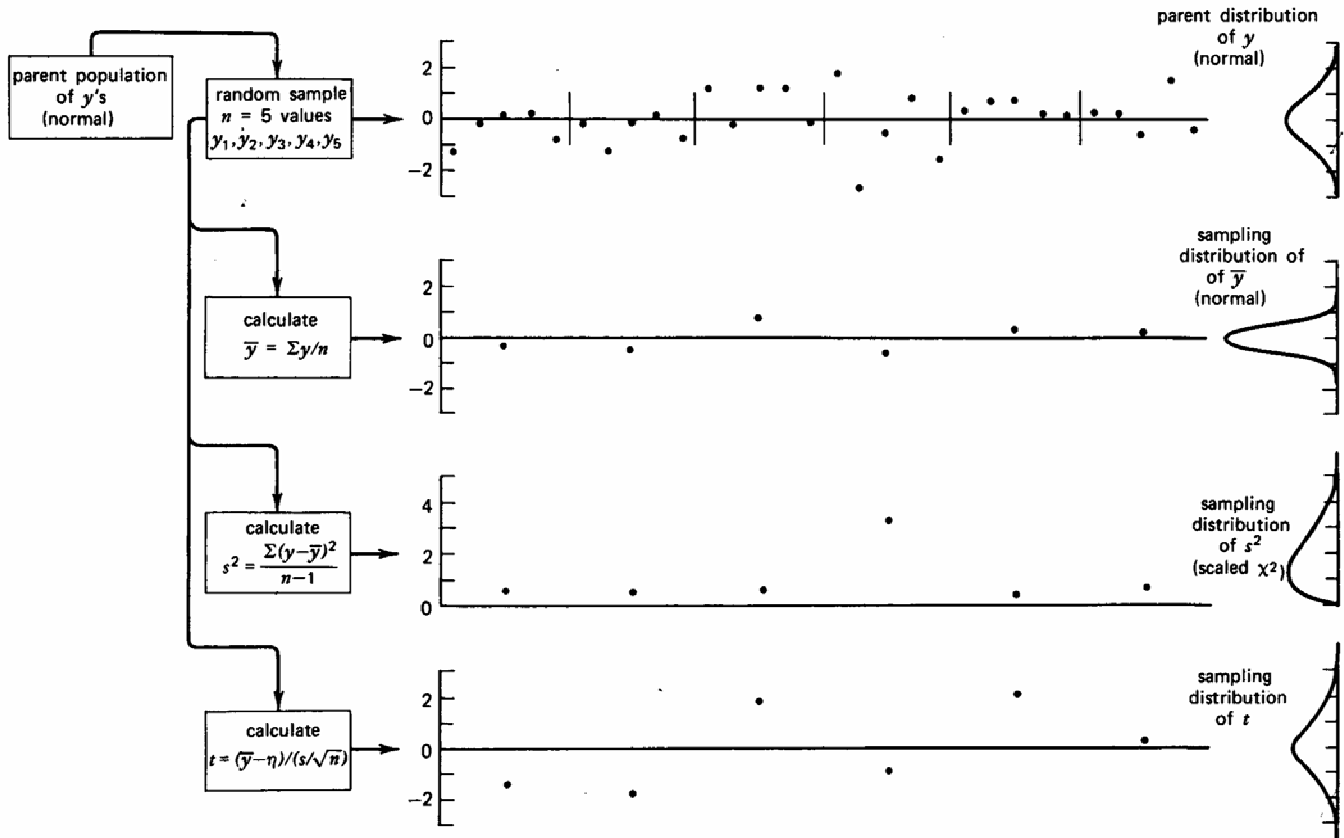 parent population
of y's
(normal)
random sample
n = 5 values
y₁, y₂, y₃, y₄, y₅
2
0
−2
parent distribution
of y
(normal)
calculate
ȳ = Σy/n
2
0
−2
sampling
distribution of
of ȳ
(normal)
calculate
s² = Σ(y−ȳ)²/n−1
4
2
0
sampling
distribution
of s²
(scaled χ²)
calculate
t = (ȳ−η)/(s/√n)
2
0
−2
sampling
distribution
of t